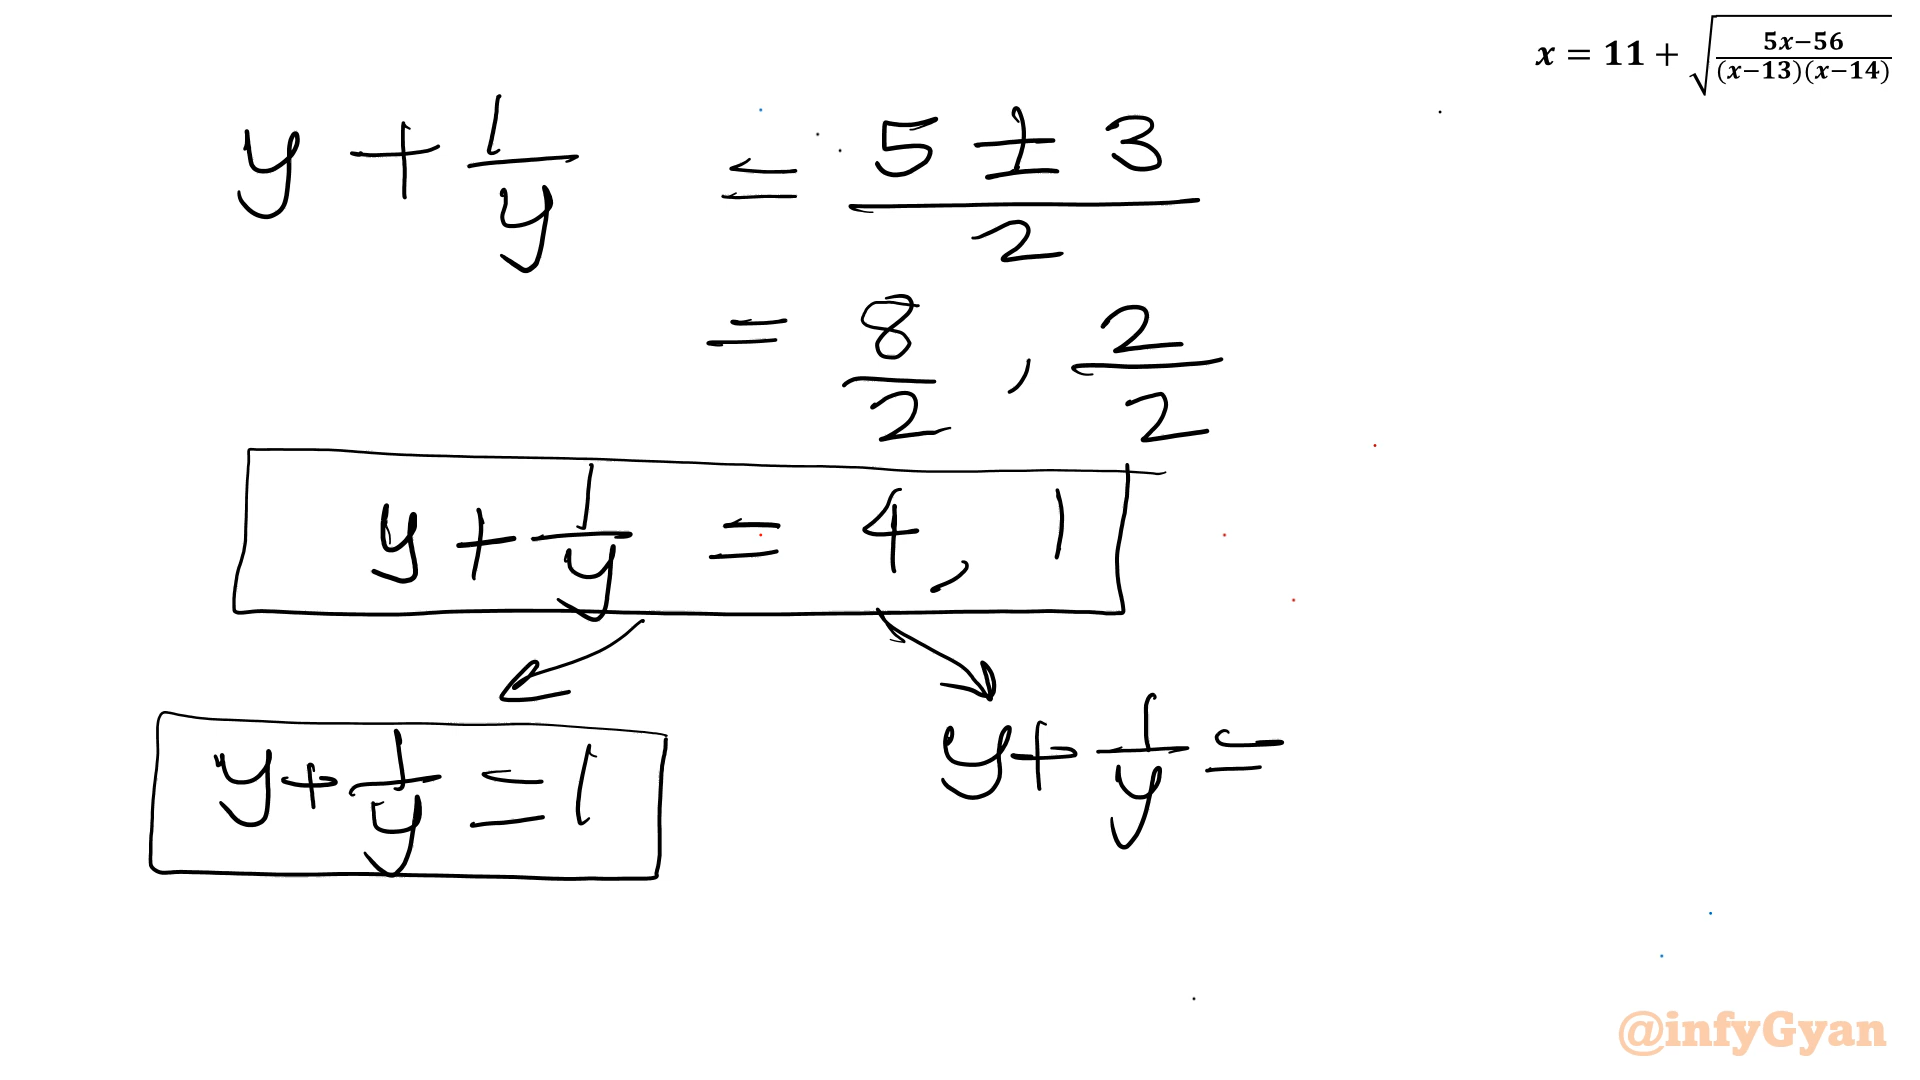 x = 11 + √((5x−56)/((x−13)(x−14)))
y + 1/y = (5 ± 3)/2
= 8/2 , 2/2
y + 1/y = 4, 1
y + 1/y = 1
y + 1/y =
@infyGyan